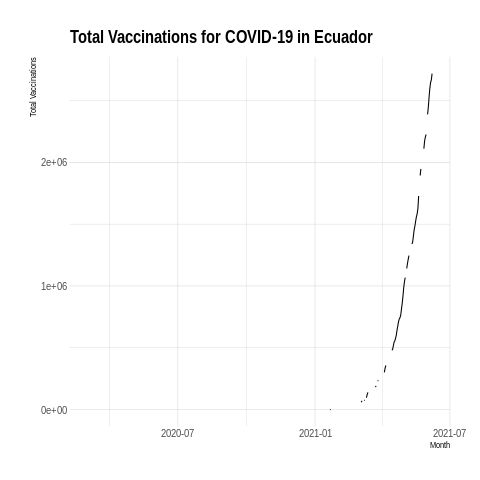 Total Vaccinations for COVID-19 in Ecuador
Total Vaccinations
2e+06
1e+06
0e+00
2020-07
2021-01
2021-07
Month